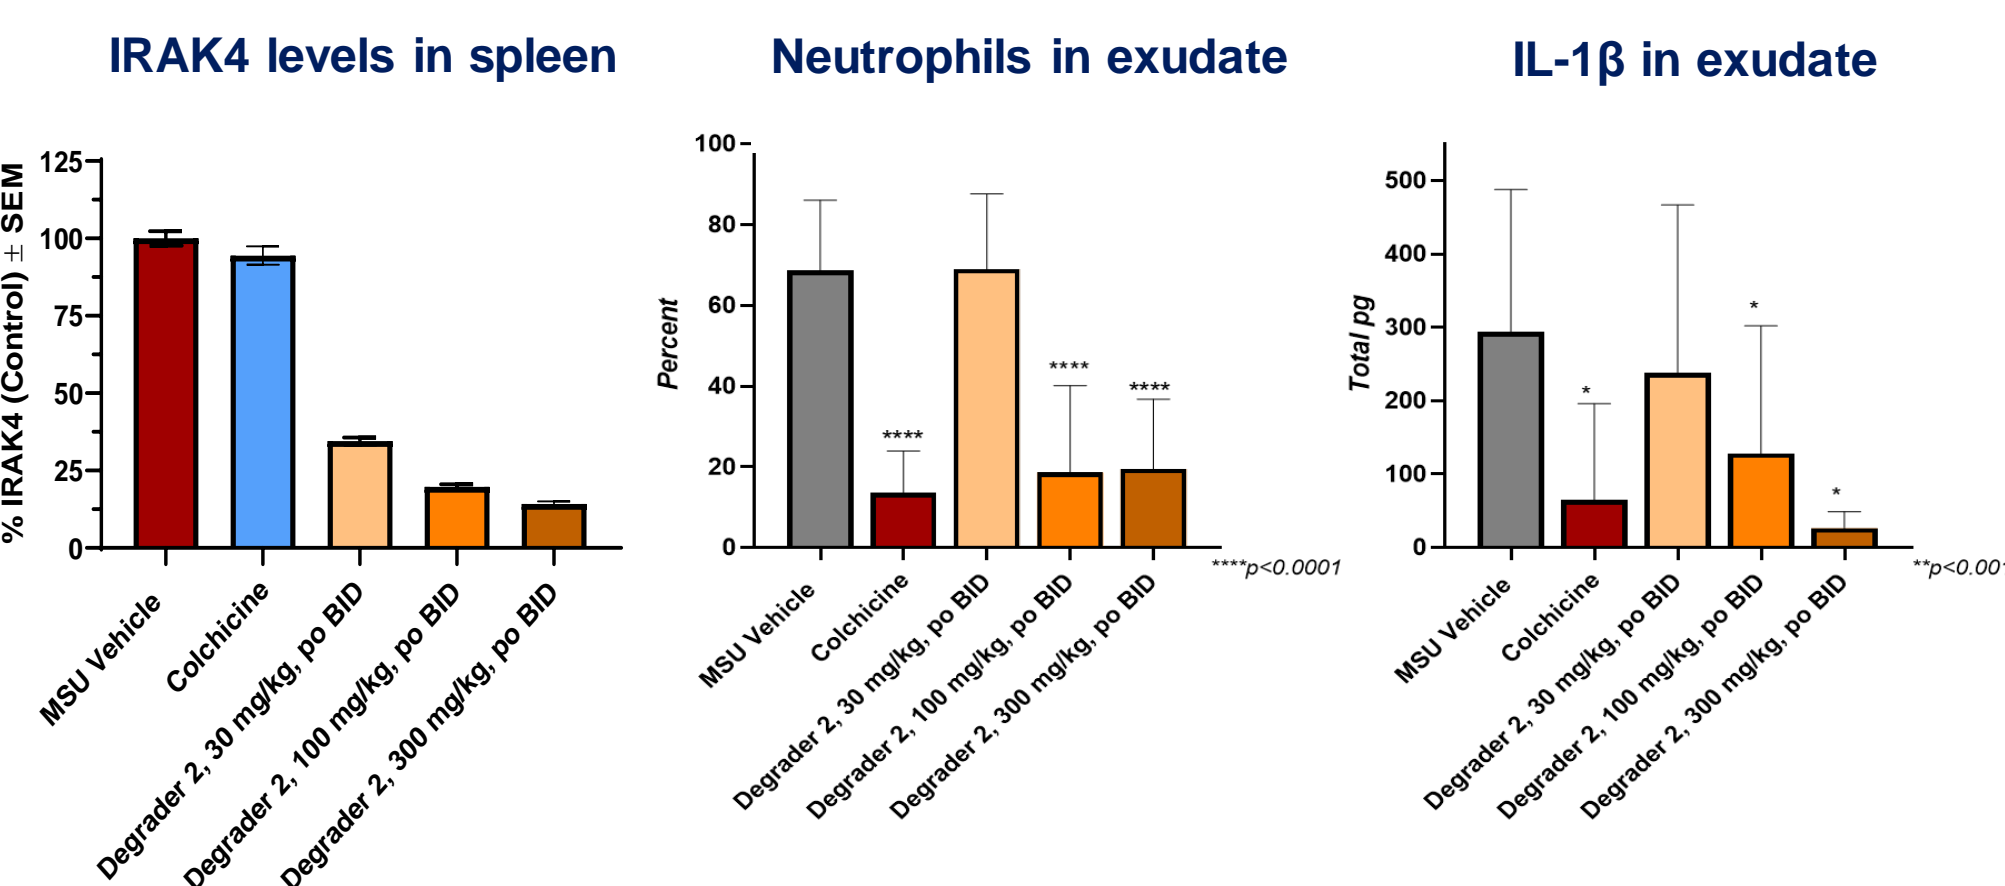 IRAK4 levels in spleen
% IRAK4 (Control) ± SEM
125
100
75
50
25
0
MSU Vehicle
Colchicine
Degrader 2, 30 mg/kg, po BID
Degrader 2, 100 mg/kg, po BID
Degrader 2, 300 mg/kg, po BID
Neutrophils in exudate
Percent
100
80
60
40
20
0
****
****
****
MSU Vehicle
Colchicine
Degrader 2, 30 mg/kg, po BID
Degrader 2, 100 mg/kg, po BID
Degrader 2, 300 mg/kg, po BID
****p<0.0001
IL-1β in exudate
Total pg
500
400
300
200
100
0
*
*
*
MSU Vehicle
Colchicine
Degrader 2, 30 mg/kg, po BID
Degrader 2, 100 mg/kg, po BID
Degrader 2, 300 mg/kg, po BID
**p<0.001